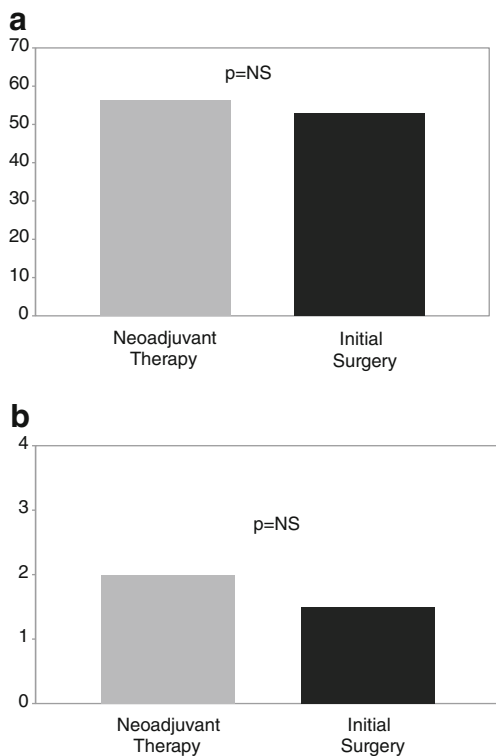 a
70
60
50
40
30
20
10
0
p=NS
Neoadjuvant
Therapy
Initial
Surgery
b
4
3
2
1
0
p=NS
Neoadjuvant
Therapy
Initial
Surgery